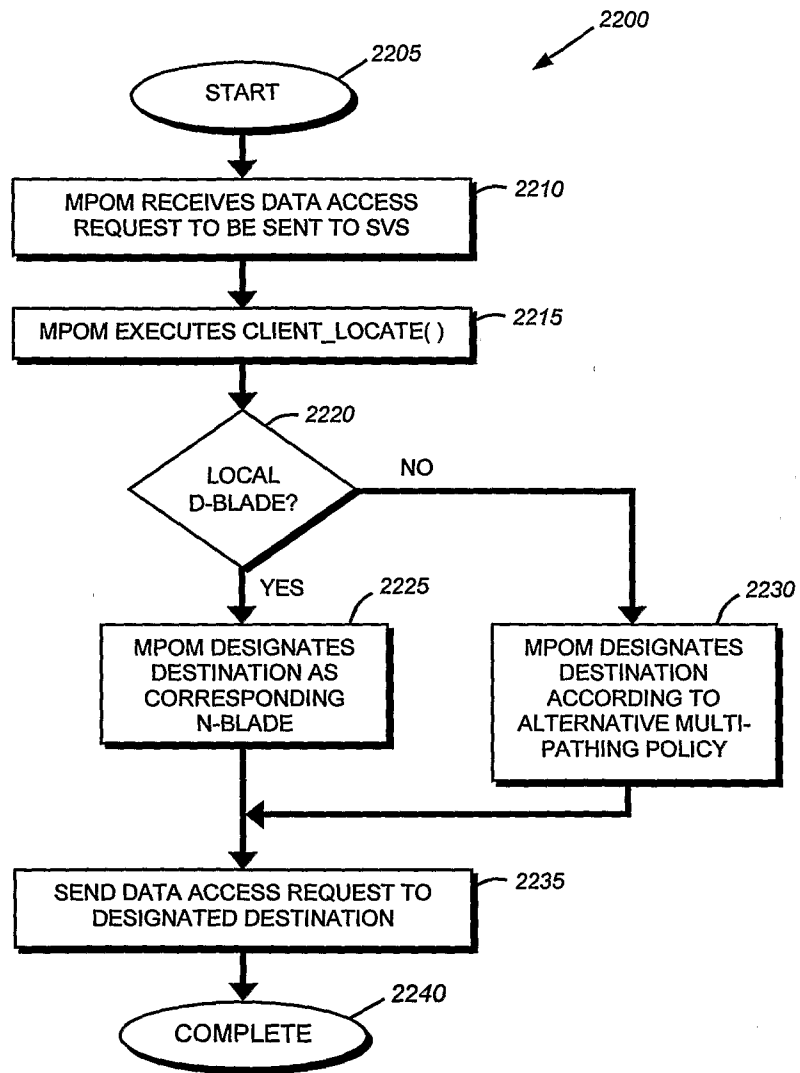 2200
2205
START
2210
MPOM RECEIVES DATA ACCESS
REQUEST TO BE SENT TO SVS
2215
MPOM EXECUTES CLIENT_LOCATE( )
2220
LOCAL
D-BLADE?
NO
YES
2225
MPOM DESIGNATES
DESTINATION AS
CORRESPONDING
N-BLADE
2230
MPOM DESIGNATES
DESTINATION
ACCORDING TO
ALTERNATIVE MULTI-
PATHING POLICY
2235
SEND DATA ACCESS REQUEST TO
DESIGNATED DESTINATION
2240
COMPLETE